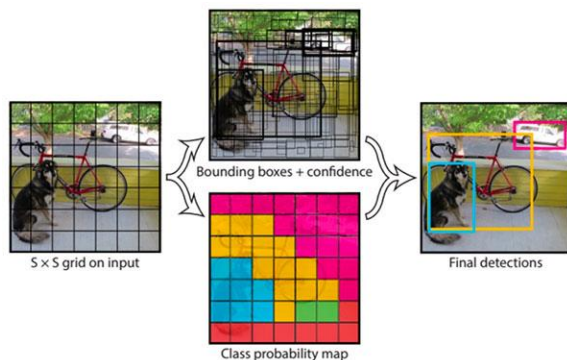 Bounding boxes + confidence
S × S grid on input
Final detections
Class probability map